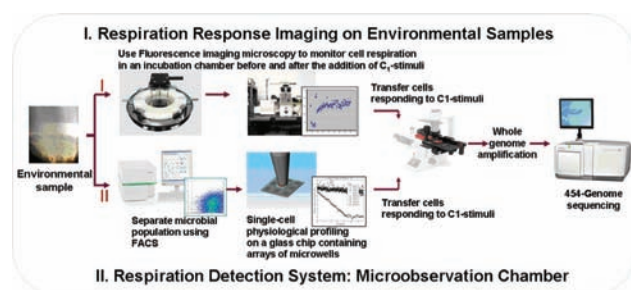 I. Respiration Response Imaging on Environmental Samples
Use Fluorescence imaging microscopy to monitor cell respiration
in an incubation chamber before and after the addition of C₁-stimuli
I
Transfer cells
responding to C1-stimuli
Whole
genome
amplification
Environmental
sample
II
454-Genome
sequencing
Separate microbial
population using
FACS
Single-cell
physiological profiling
on a glass chip containing
arrays of microwells
Transfer cells
responding to C1-stimuli
II. Respiration Detection System: Microobservation Chamber